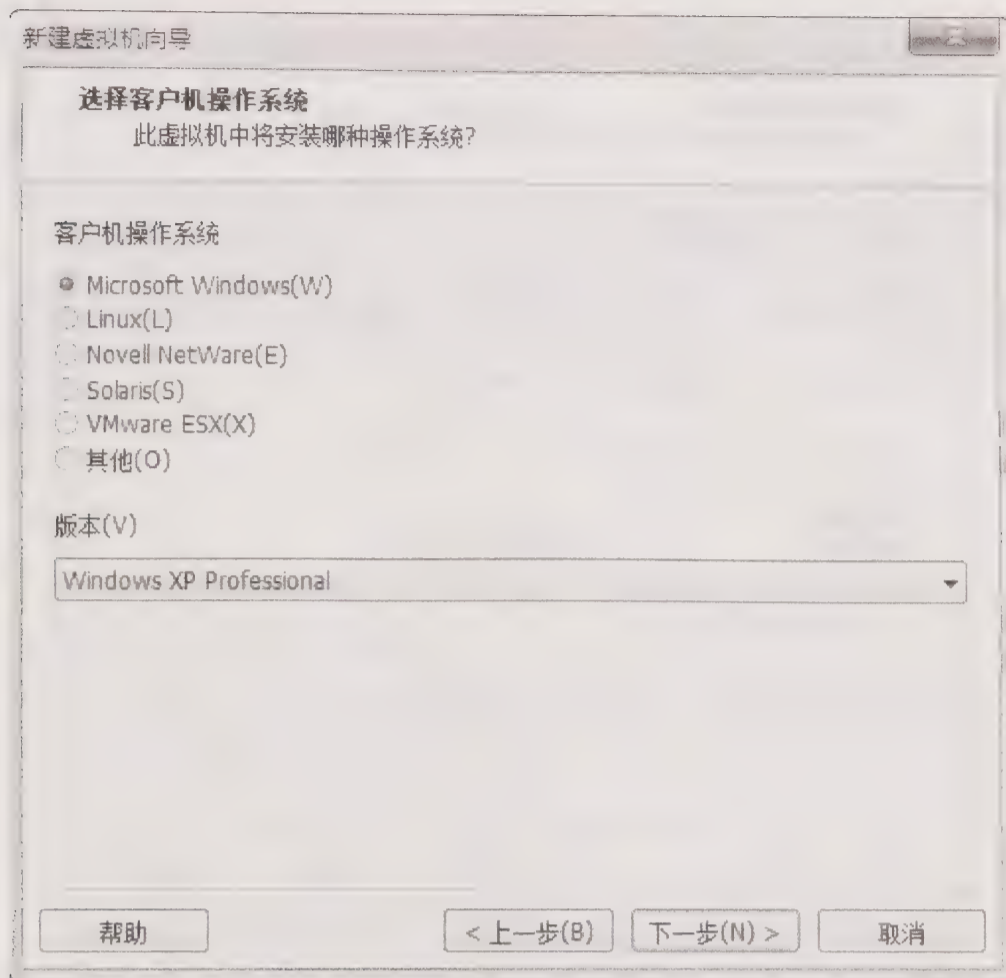 新建虚拟机向导
选择客户机操作系统
此虚拟机中将安装哪种操作系统?
客户机操作系统
Microsoft Windows(W)
Linux(L)
Novell NetWare(E)
Solaris(S)
VMware ESX(X)
其他(O)
版本(V)
Windows XP Professional
帮助
< 上一步(B)
下一步(N) >
取消